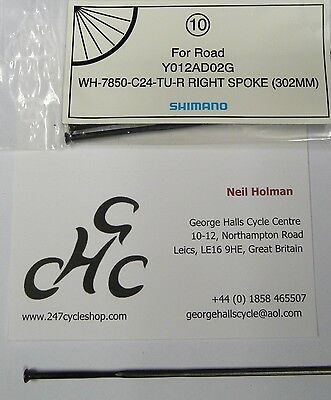 10
For Road
Y012AD02G
WH-7850-C24-TU-R RIGHT SPOKE (302MM)
SHIMANO
Neil Holman
George Halls Cycle Centre
10-12, Northampton Road
Leics, LE16 9HE, Great Britain
G
CHC
+44 (0) 1858 465507
www.247cycleshop.com
georgehallscycle@aol.com